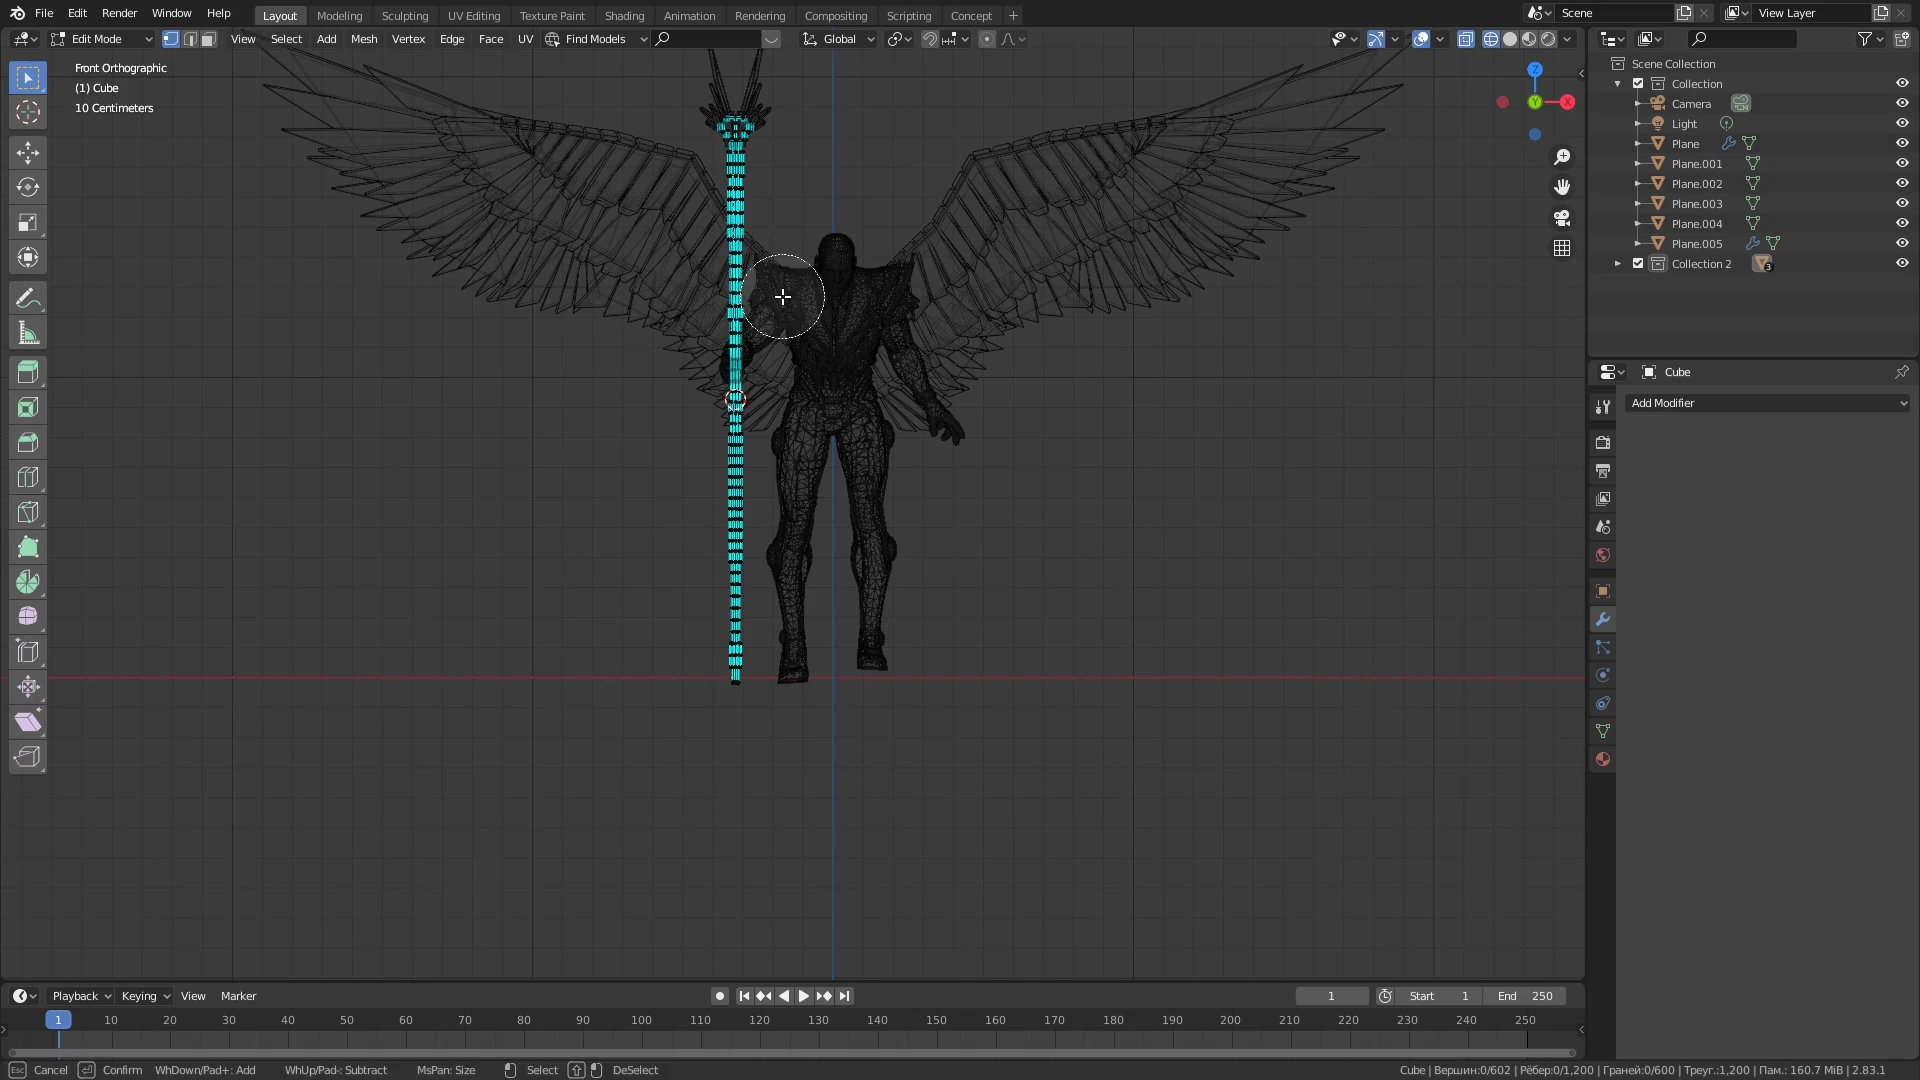 File Edit Render Window Help
Layout Modeling Sculpting UV Editing Texture Paint Shading Animation Rendering Compositing Scripting Concept +
Scene
View Layer
Edit Mode View Select Add Mesh Vertex Edge Face UV Find Models Global
Front Orthographic
(1) Cube
10 Centimeters
Z
Y
X
Scene Collection
Collection
Camera
Light
Plane
Plane.001
Plane.002
Plane.003
Plane.004
Plane.005
Collection 2 3
Cube
Add Modifier
Playback Keying View Marker 1 Start 1 End 250
1 10 20 30 40 50 60 70 80 90 100 110 120 130 140 150 160 170 180 190 200 210 220 230 240 250
Esc Cancel Confirm WhDown/Pad+: Add WhUp/Pad-: Subtract MsPan: Size Select DeSelect Cube | Вершин:0/602 | Рёбер:0/1,200 | Граней:0/600 | Треуг.:1,200 | Пам.: 160.7 MiB | 2.83.1